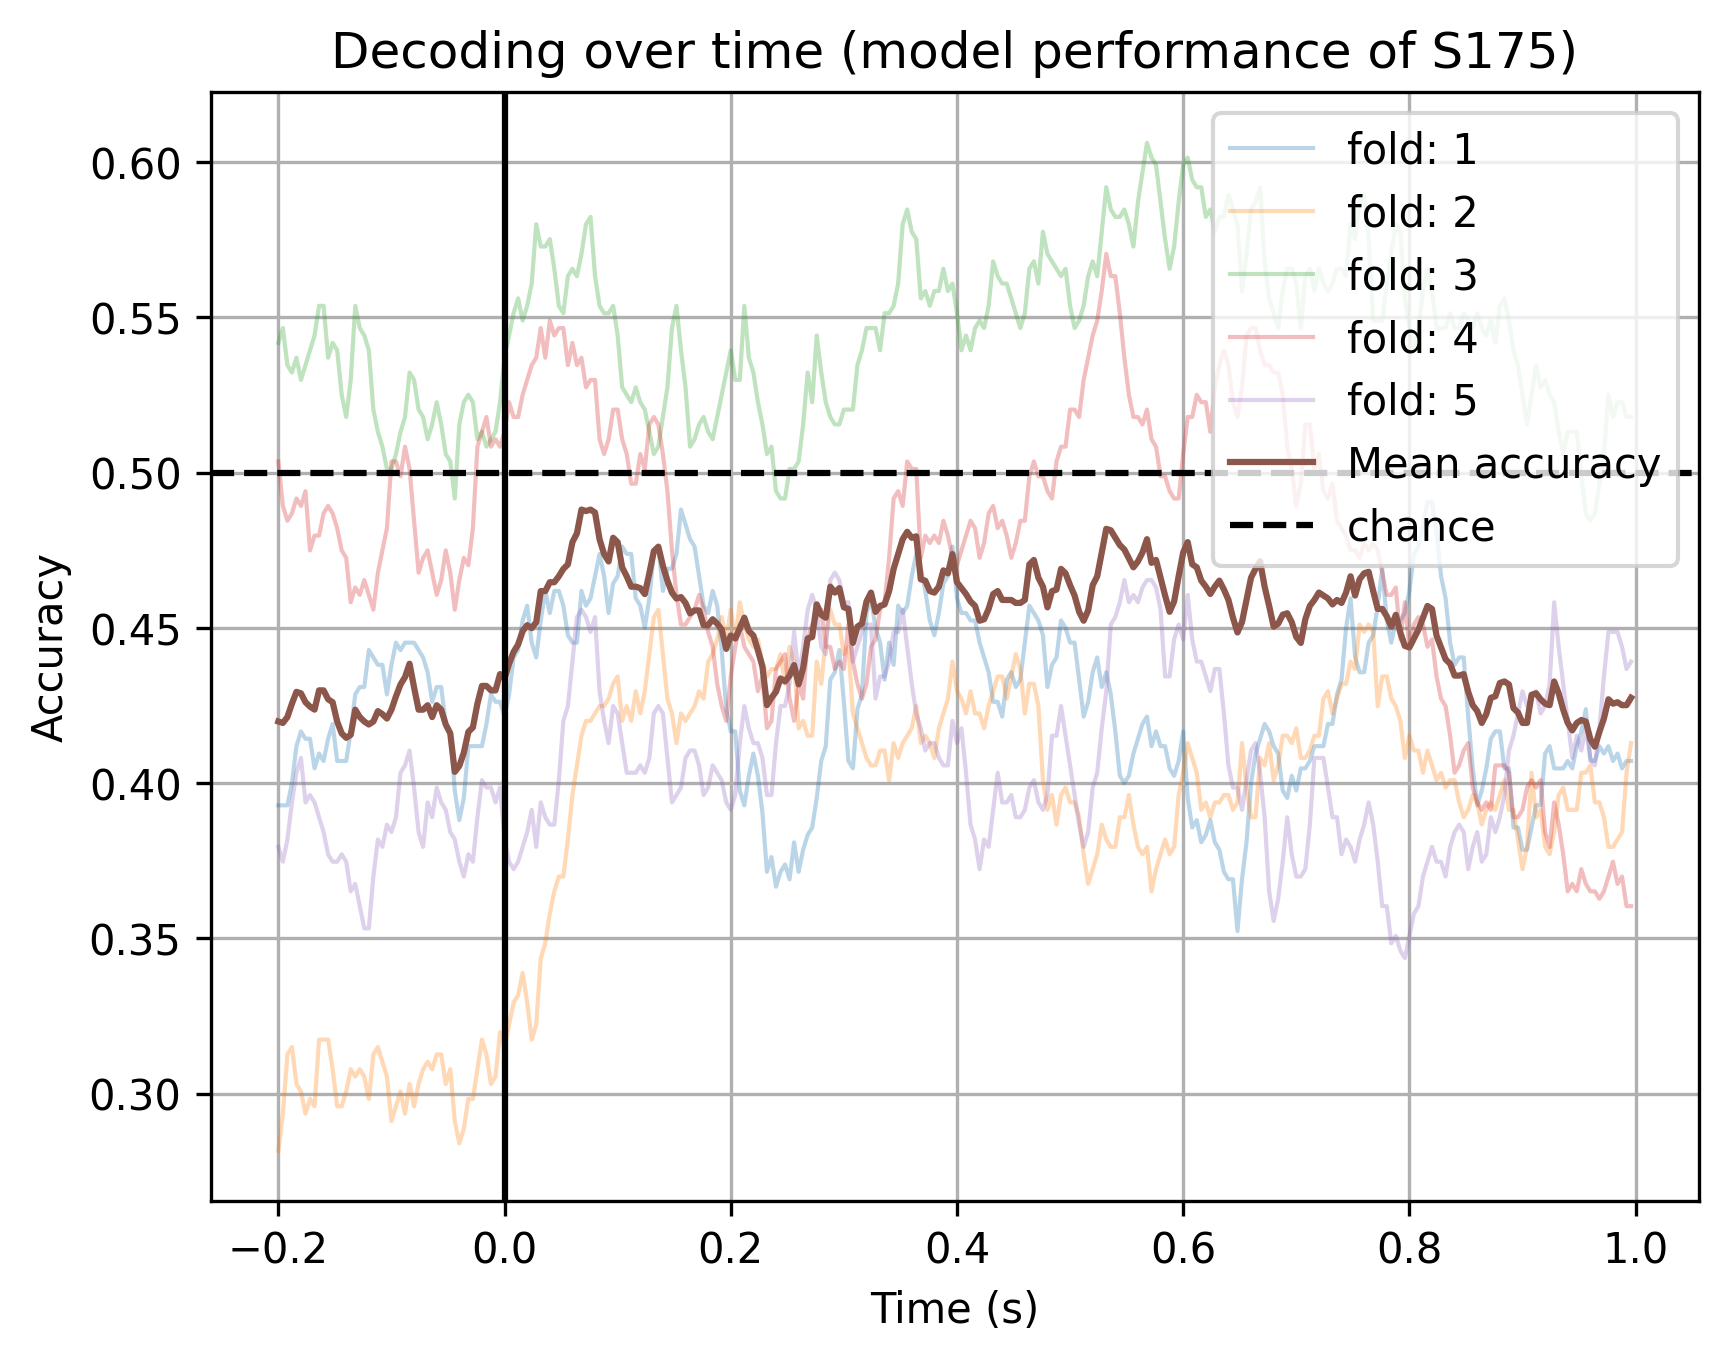 Decoding over time (model performance of S175)
fold: 1
fold: 2
fold: 3
fold: 4
fold: 5
Mean accuracy
chance
0.60
0.55
0.50
0.45
0.40
0.35
0.30
Accuracy
−0.2
0.0
0.2
0.4
0.6
0.8
1.0
Time (s)